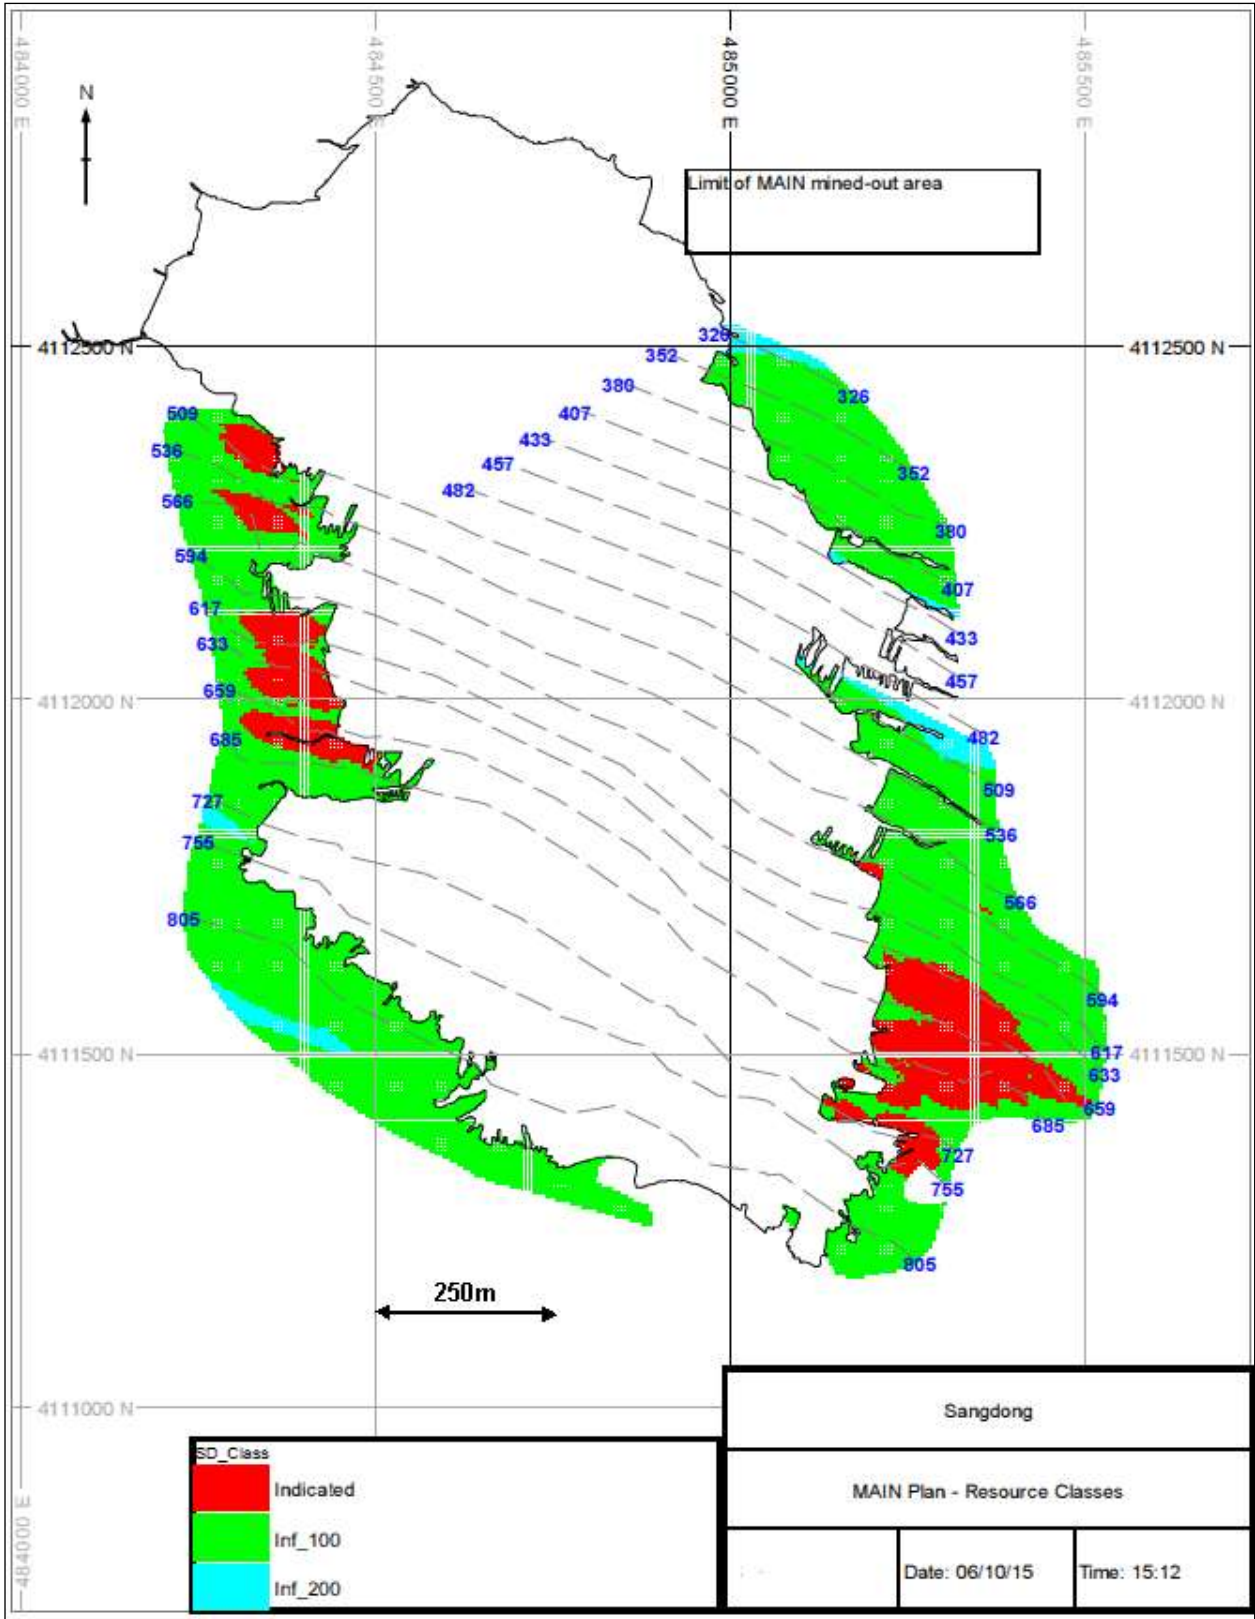 484000 E
484500 E
485000 E
485500 E
N
Limit of MAIN mined-out area
326
4112500 N
4112500 N
352
380
326
407
509
433
536
457
352
482
566
380
594
407
617
433
633
457
659
4112000 N
4112000 N
685
482
509
727
536
755
566
805
594
4111500 N
617
4111500 N
633
659
685
727
755
805
250m
4111000 N
SD_Class
Indicated
Inf_100
Inf_200
484000 E
Sangdong
MAIN Plan - Resource Classes
Date: 06/10/15
Time: 15:12